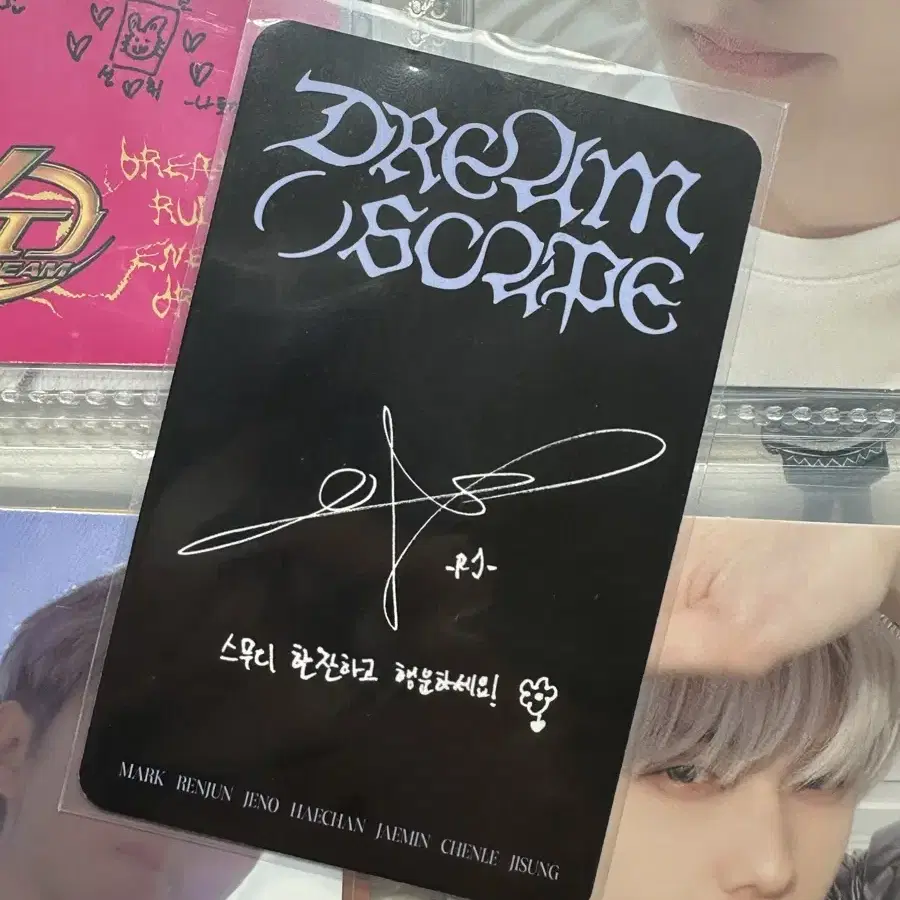 DREAM
()SCAPE
-RJ-
스무디 한잔하고 행운하세요!
MARK RENJUN JENO HAECHAN JAEMIN CHENLE JISUNG
DREAM